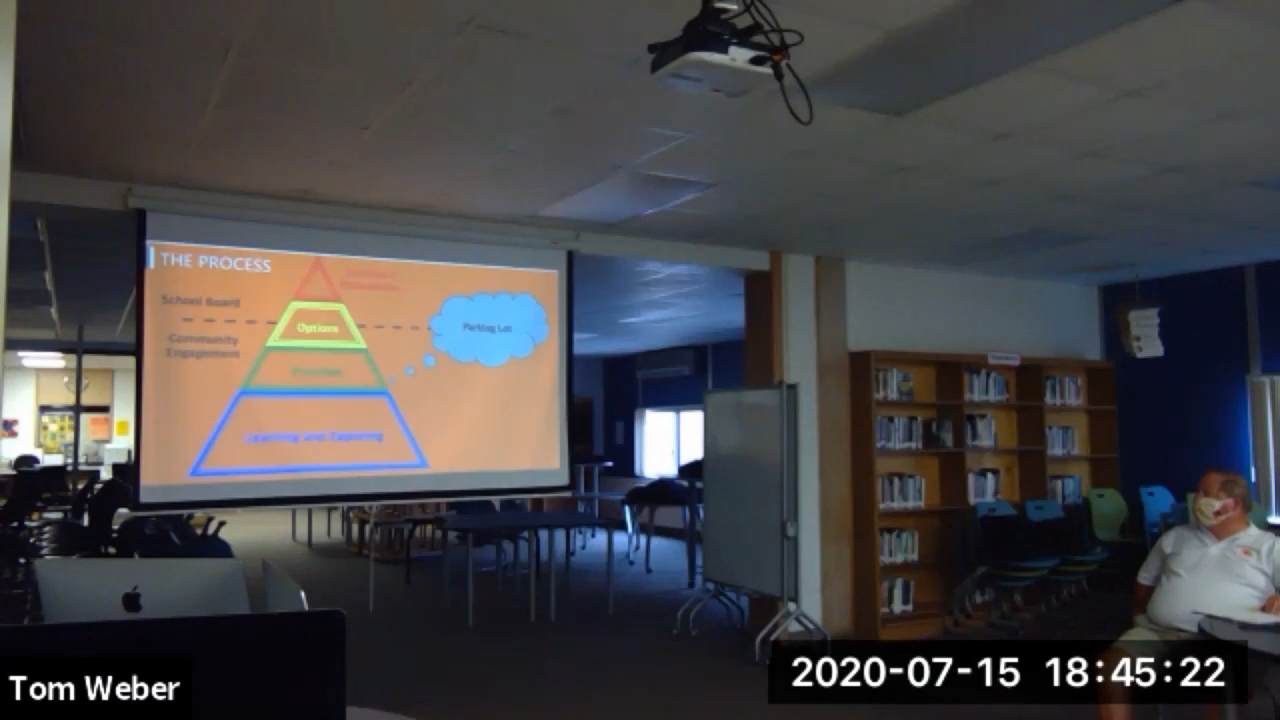 THE PROCESS
School Board
Options
Parking Lot
Community
Engagement
Learning and Exploring
Tom Weber
2020-07-15 18:45:22